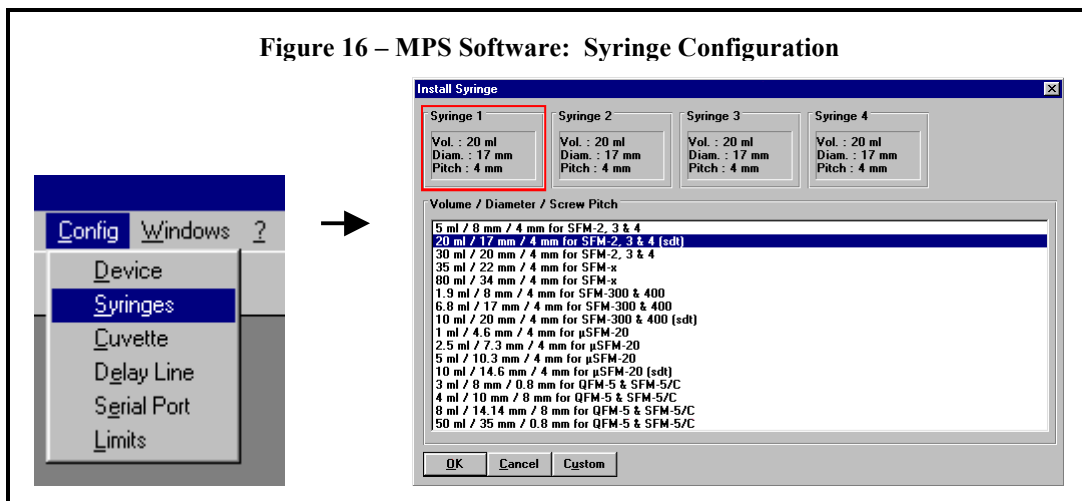 Figure 16 – MPS Software: Syringe Configuration
Config Windows ?
Device
Syringes
Cuvette
Delay Line
Serial Port
Limits
Install Syringe
Syringe 1
Vol. : 20 ml
Diam. : 17 mm
Pitch : 4 mm
Syringe 2
Vol. : 20 ml
Diam. : 17 mm
Pitch : 4 mm
Syringe 3
Vol. : 20 ml
Diam. : 17 mm
Pitch : 4 mm
Syringe 4
Vol. : 20 ml
Diam. : 17 mm
Pitch : 4 mm
Volume / Diameter / Screw Pitch
5 ml / 8 mm / 4 mm for SFM-2, 3 & 4
20 ml / 17 mm / 4 mm for SFM-2, 3 & 4 (sdt)
30 ml / 20 mm / 4 mm for SFM-2, 3 & 4
35 ml / 22 mm / 4 mm for SFM-x
80 ml / 34 mm / 4 mm for SFM-x
1.9 ml / 8 mm / 4 mm for SFM-300 & 400
6.8 ml / 17 mm / 4 mm for SFM-300 & 400
10 ml / 20 mm / 4 mm for SFM-300 & 400 (sdt)
1 ml / 4.6 mm / 4 mm for µSFM-20
2.5 ml / 7.3 mm / 4 mm for µSFM-20
5 ml / 10.3 mm / 4 mm for µSFM-20
10 ml / 14.6 mm / 4 mm for µSFM-20 (sdt)
3 ml / 8 mm / 0.8 mm for QFM-5 & SFM-5/C
4 ml / 10 mm / 8 mm for QFM-5 & SFM-5/C
8 ml / 14.14 mm / 8 mm for QFM-5 & SFM-5/C
50 ml / 35 mm / 0.8 mm for QFM-5 & SFM-5/C
OK Cancel Custom